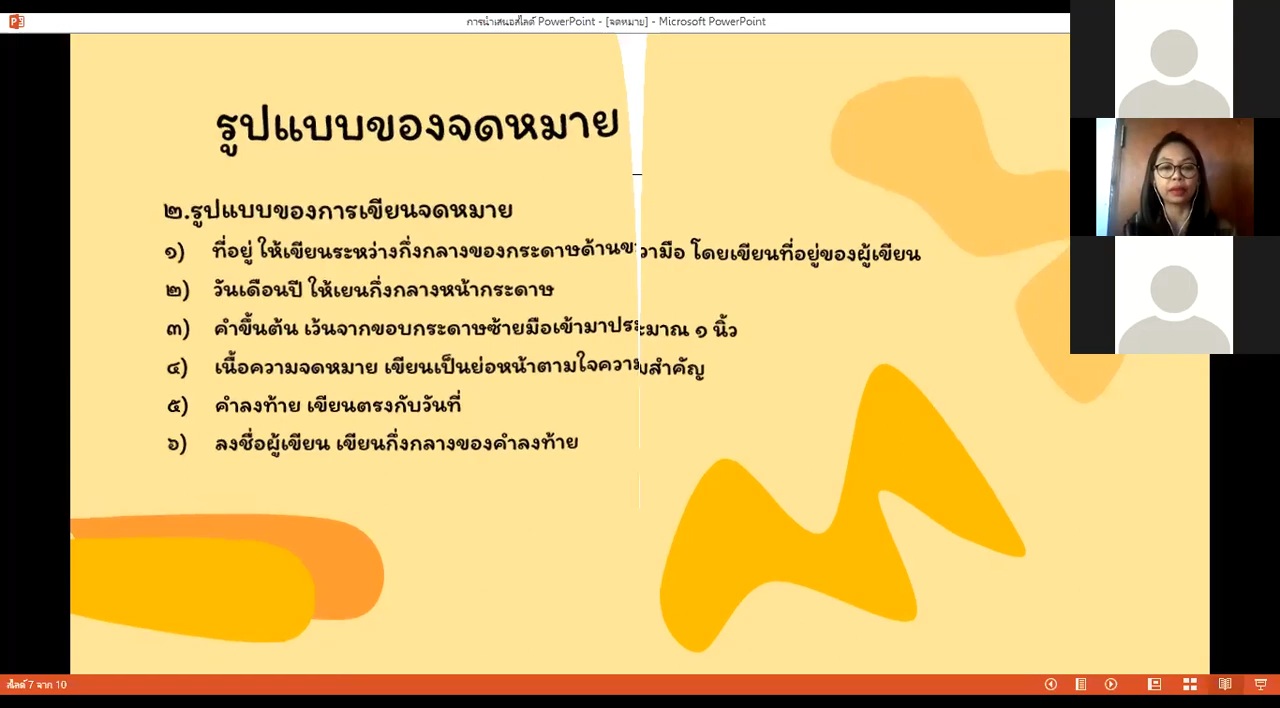 การนำเสนอสไลด์ PowerPoint - [จดหมาย] - Microsoft PowerPoint
รูปแบบของจดหมาย
๒.รูปแบบของการเขียนจดหมาย
๑) ที่อยู่ ให้เขียนระหว่างกึ่งกลางของกระดาษด้านขวามือ โดยเขียนที่อยู่ของผู้เขียน
๒) วันเดือนปี ให้เยนกึ่งกลางหน้ากระดาษ
๓) คำขึ้นต้น เว้นจากขอบกระดาษซ้ายมือเข้ามาประมาณ ๑ นิ้ว
๔) เนื้อความจดหมาย เขียนเป็นย่อหน้าตามใจความสำคัญ
๕) คำลงท้าย เขียนตรงกับวันที่
๖) ลงชื่อผู้เขียน เขียนกึ่งกลางของคำลงท้าย
สไลด์ 7 จาก 10